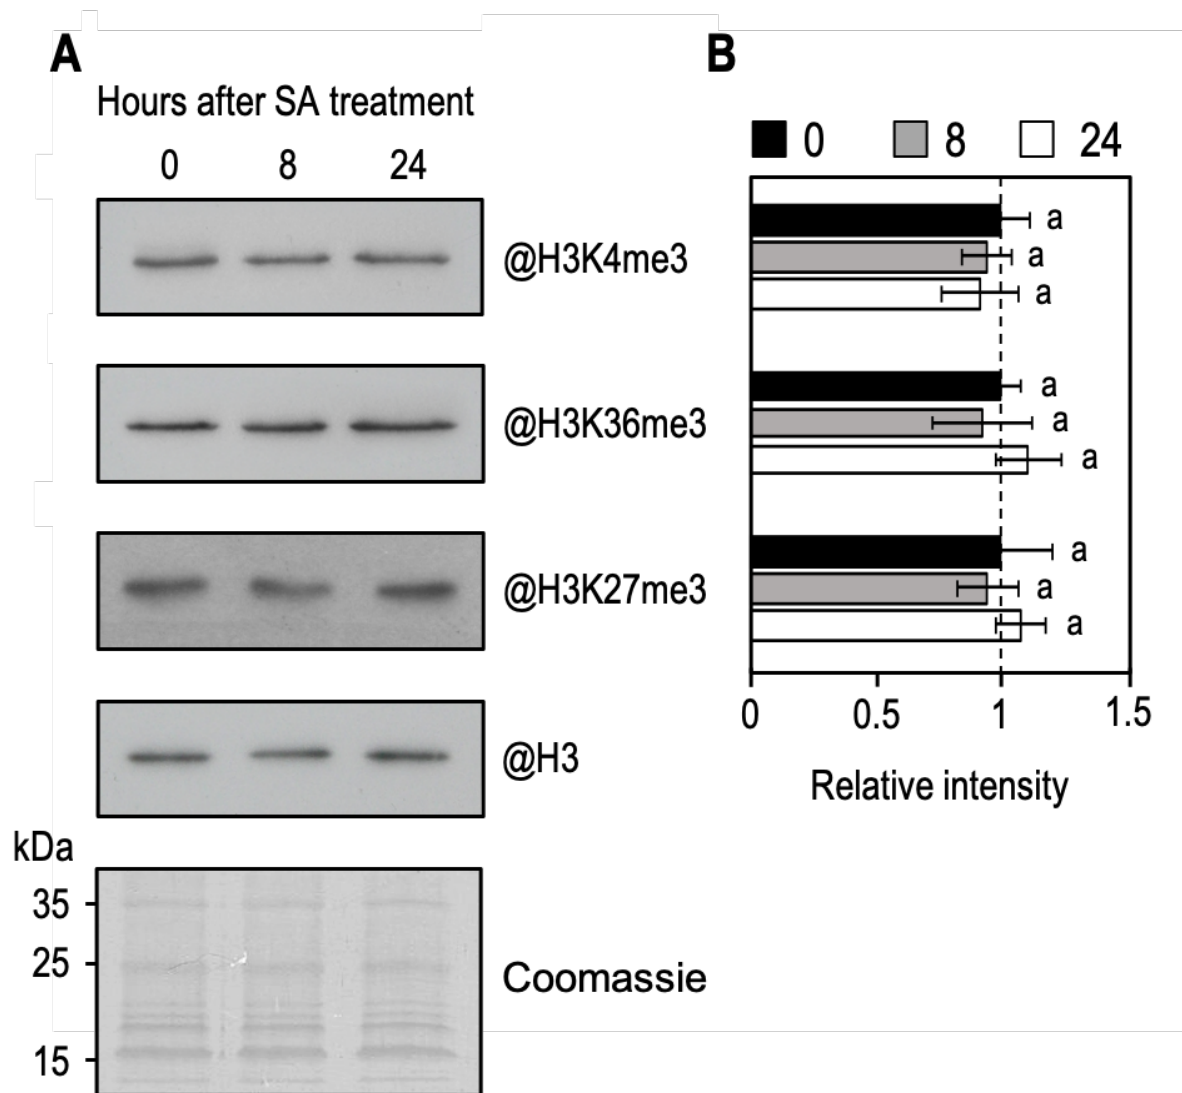 A
Hours after SA treatment
0 8 24
@H3K4me3
@H3K36me3
@H3K27me3
@H3
kDa
35
25
15
Coomassie
B
0 8 24
a
a
a
a
a
a
a
a
a
0 0.5 1 1.5
Relative intensity